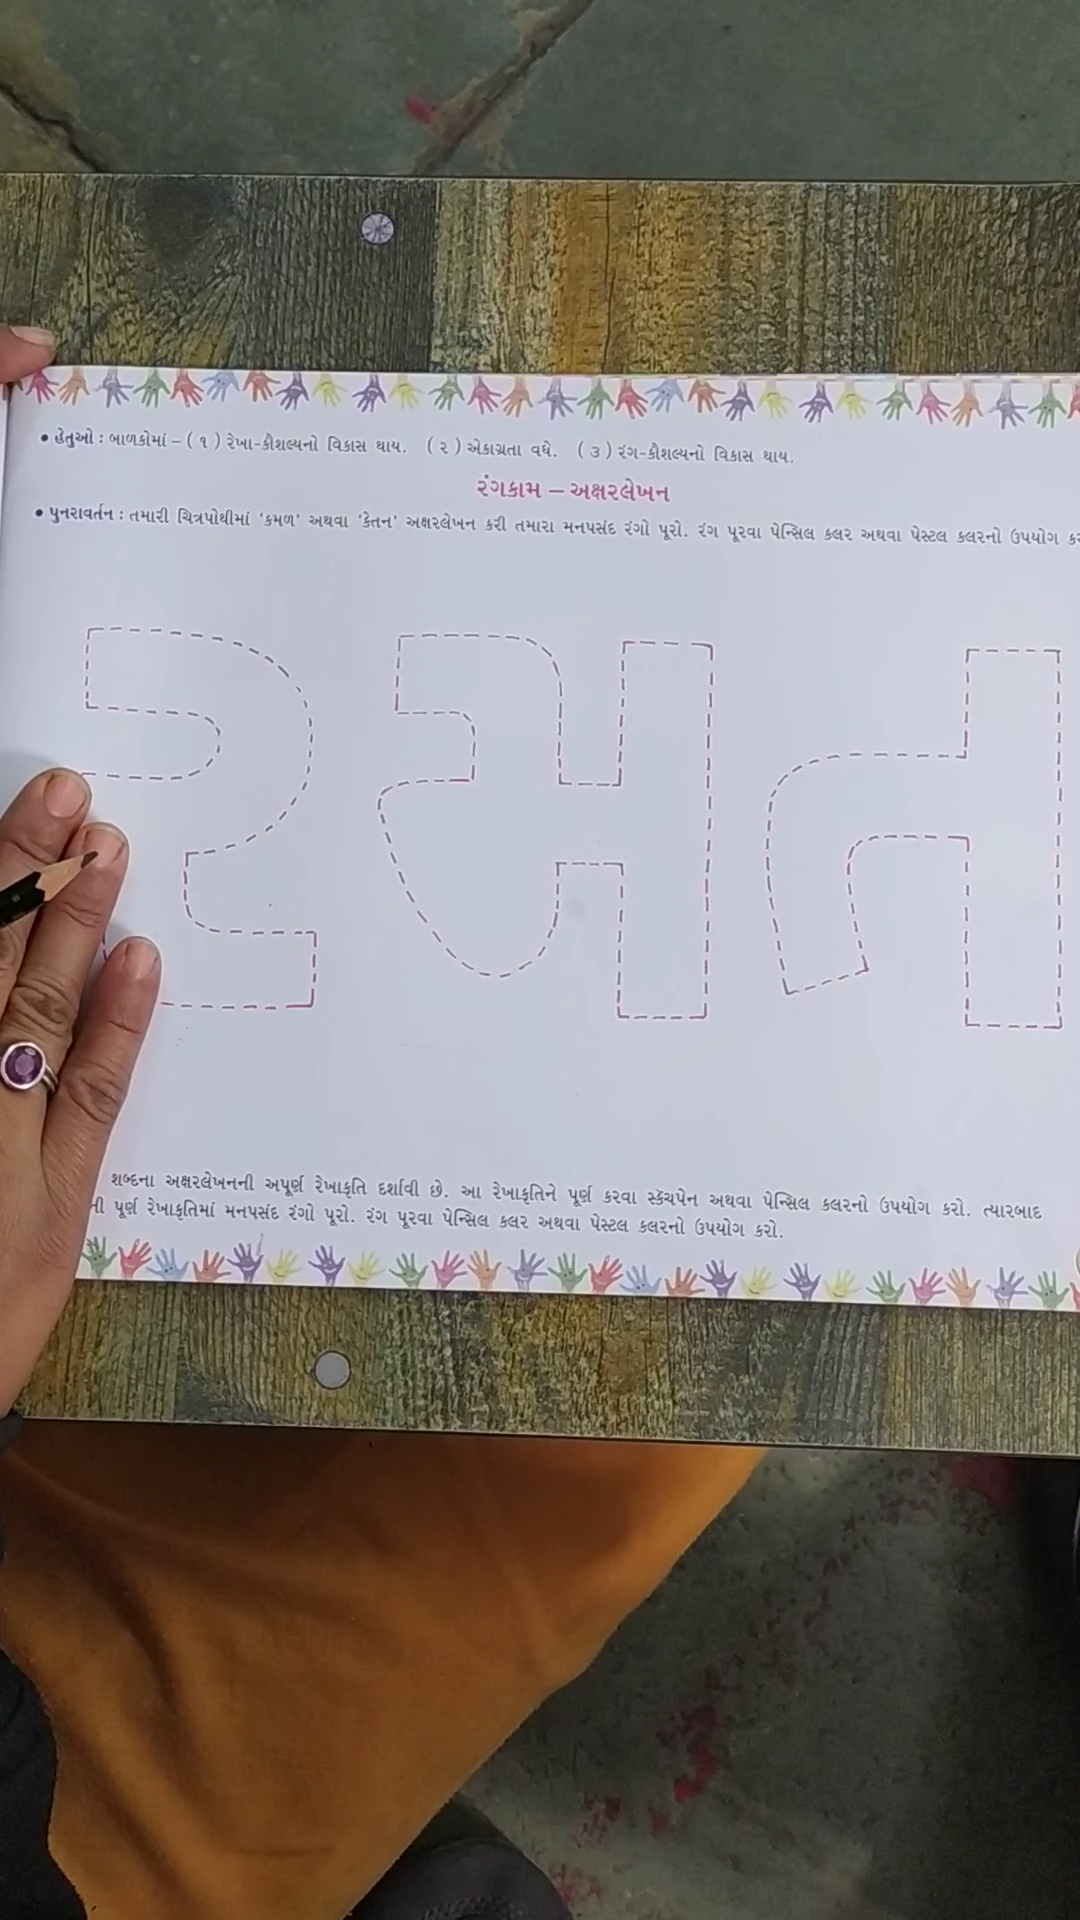 • હેતુઓ : બાળકોમાં – ( ૧ ) રેખા-કૌશલ્યનો વિકાસ થાય. ( ૨ ) એકાગ્રતા વધે. ( ૩ ) રંગ-કૌશલ્યનો વિકાસ થાય.
રંગકામ – અક્ષરલેખન
• પુનરાવર્તન : તમારી ચિત્રપોથીમાં ‘કમળ’ અથવા ‘કેતન’ અક્ષરલેખન કરી તમારા મનપસંદ રંગો પૂરો. રંગ પૂરવા પેન્સિલ કલર અથવા પેસ્ટલ કલરનો ઉપયોગ
૨ મ ત
શબ્દના અક્ષરલેખનની અપૂર્ણ રેખાકૃતિ દર્શાવી છે. આ રેખાકૃતિને પૂર્ણ કરવા સ્કૅચપેન અથવા પેન્સિલ કલરનો ઉપયોગ કરો. ત્યારબાદ
પૂર્ણ રેખાકૃતિમાં મનપસંદ રંગો પૂરો. રંગ પૂરવા પેન્સિલ કલર અથવા પેસ્ટલ કલરનો ઉપયોગ કરો.